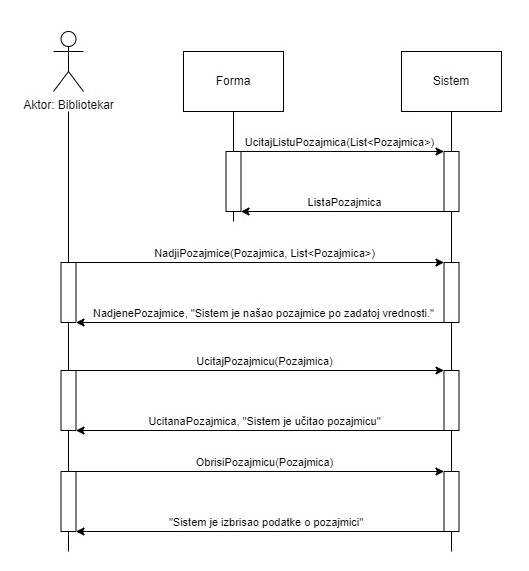 Forma
Sistem
Aktor: Bibliotekar
UcitajListuPozajmica(List<Pozajmica>)
ListaPozajmica
NadjiPozajmice(Pozajmica, List<Pozajmica>)
NadjenePozajmice, "Sistem je našao pozajmice po zadatoj vrednosti."
UcitajPozajmicu(Pozajmica)
UcitanaPozajmica, "Sistem je učitao pozajmicu"
ObrisiPozajmicu(Pozajmica)
"Sistem je izbrisao podatke o pozajmici"